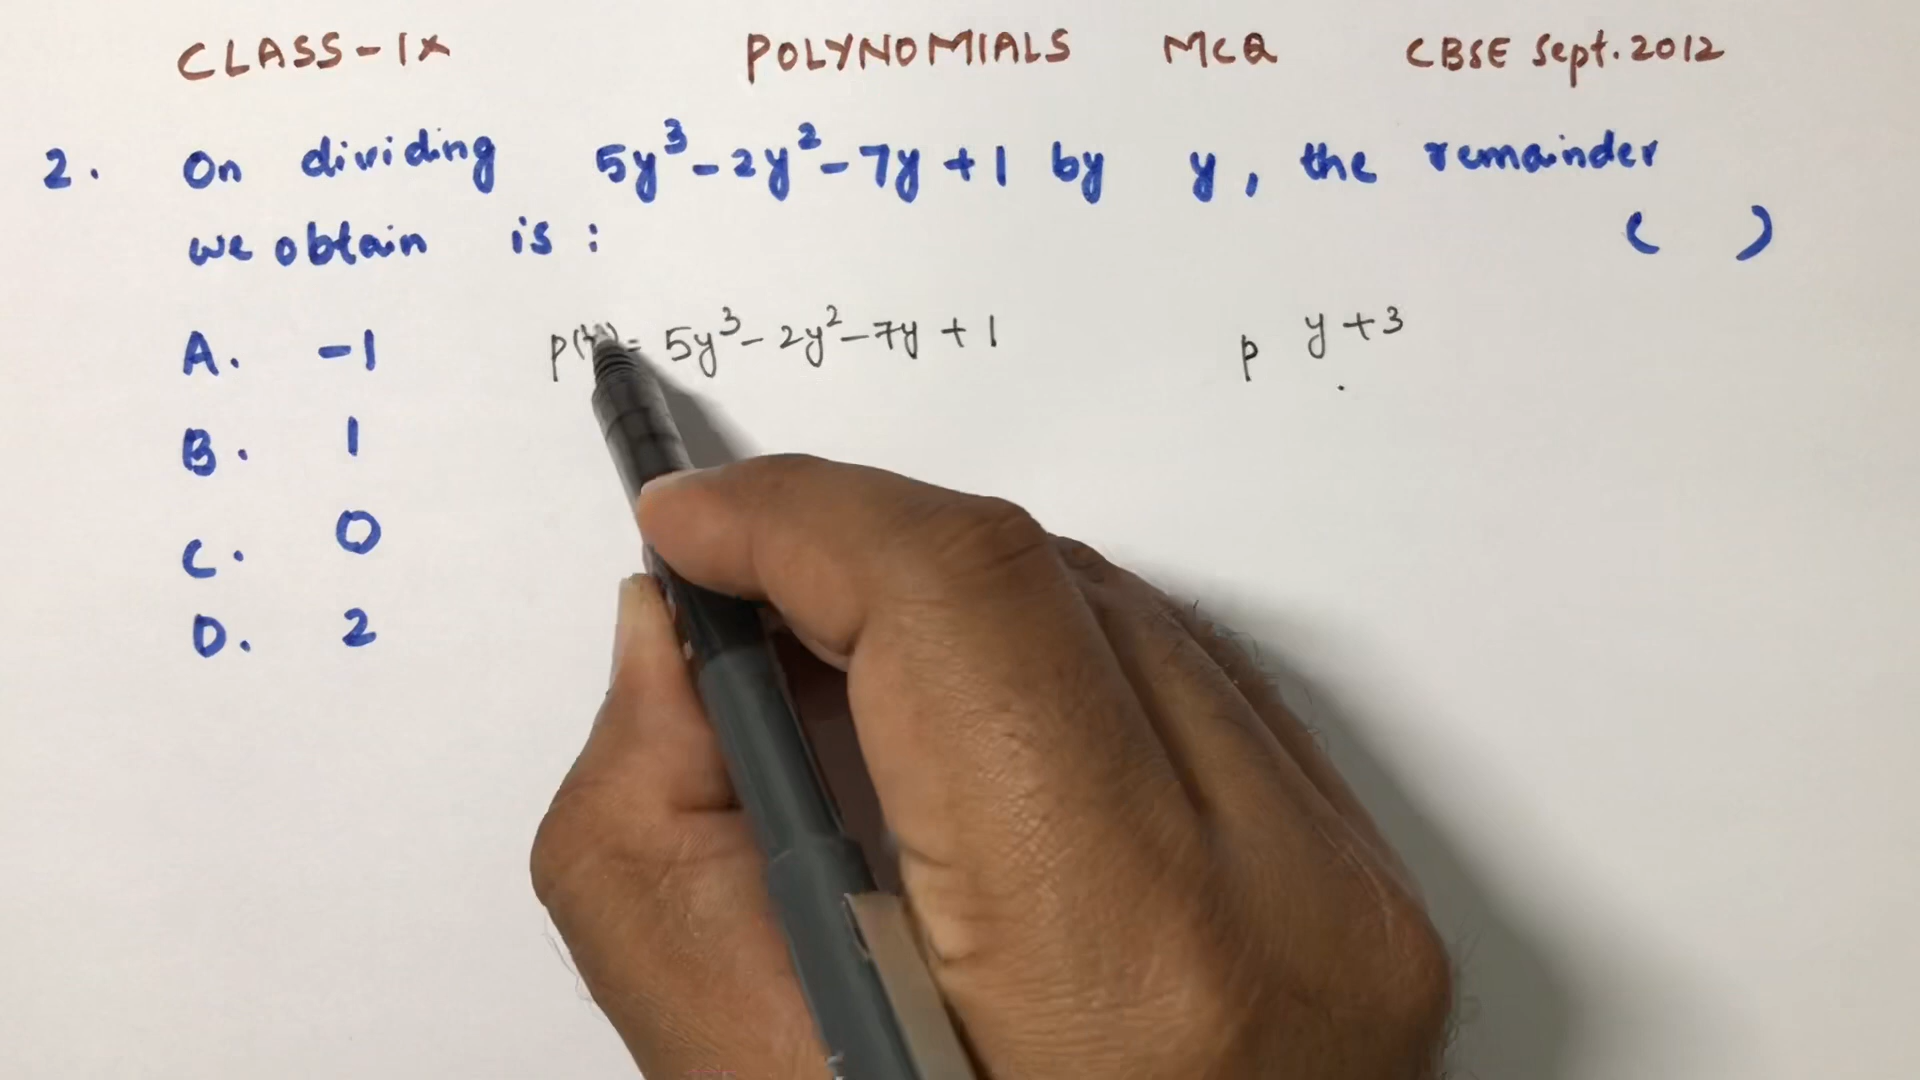 CLASS-IX POLYNOMIALS MCQ CBSE Sept. 2012
2. On dividing 5y³-2y²-7y+1 by y, the remainder
we obtain is: ( )
A. -1
p(y)= 5y³-2y²-7y+1
p y+3
B. 1
C. 0
D. 2